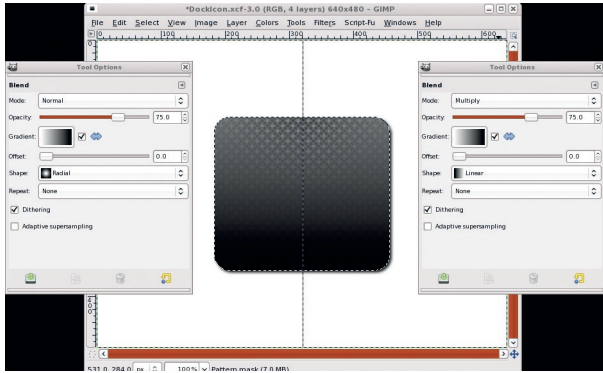 *DockIcon.xcf-3.0 (RGB, 4 layers) 640x480 – GIMP
File Edit Select View Image Layer Colors Tools Filters Script-Fu Windows Help
0 100 200 300 400 500 600
0
Tool Options
Blend
Mode: Normal
Opacity: 75.0
Gradient:
Offset: 0.0
Shape: Radial
Repeat: None
Dithering
Adaptive supersampling
Tool Options
Blend
Mode: Multiply
Opacity: 75.0
Gradient:
Offset: 0.0
Shape: Linear
Repeat: None
Dithering
Adaptive supersampling
400
531.0, 284.0 px 100% Pattern mask (7.0 MB)